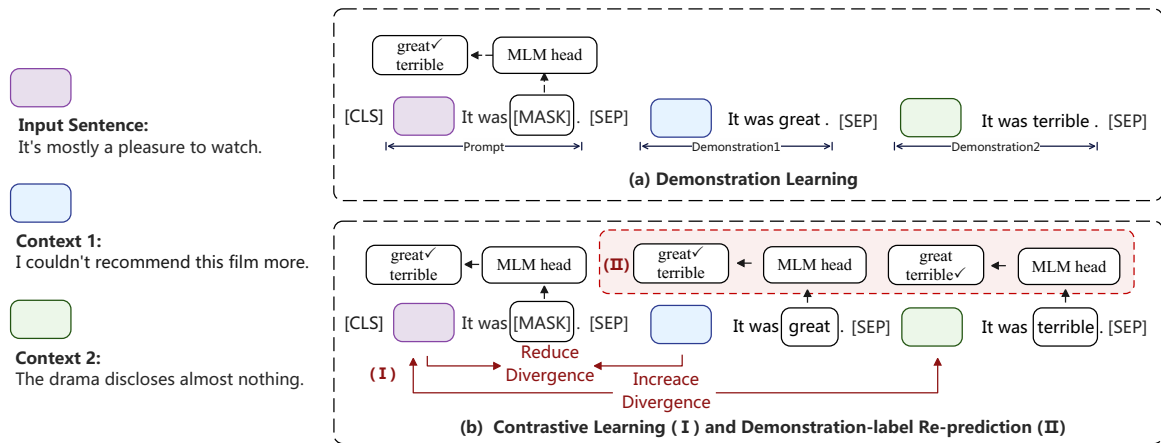 Input Sentence:
It's mostly a pleasure to watch.
Context 1:
I couldn't recommend this film more.
Context 2:
The drama discloses almost nothing.
great✓
terrible
MLM head
[CLS] It was [MASK] . [SEP] It was great . [SEP] It was terrible . [SEP]
Prompt Demonstration1 Demonstration2
(a) Demonstration Learning
great✓
terrible
MLM head
(II)
great✓
terrible
MLM head
great
terrible✓
MLM head
[CLS] It was [MASK] . [SEP] It was great . [SEP] It was terrible . [SEP]
(I)
Reduce
Divergence
Increace
Divergence
(b) Contrastive Learning (I) and Demonstration-label Re-prediction (II)